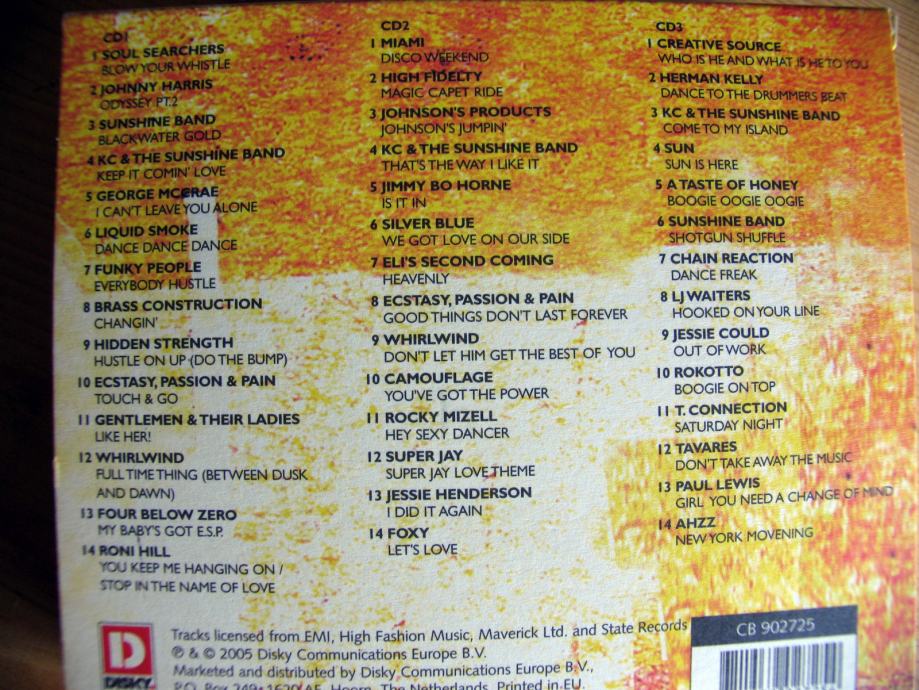 CD1
1 SOUL SEARCHERS
BLOW YOUR WHISTLE
2 JOHNNY HARRIS
ODYSSEY PT.2
3 SUNSHINE BAND
BLACKWATER GOLD
4 KC & THE SUNSHINE BAND
KEEP IT COMIN' LOVE
5 GEORGE MCCRAE
I CAN'T LEAVE YOU ALONE
6 LIQUID SMOKE
DANCE DANCE DANCE
7 FUNKY PEOPLE
EVERYBODY HUSTLE
8 BRASS CONSTRUCTION
CHANGIN'
9 HIDDEN STRENGTH
HUSTLE ON UP (DO THE BUMP)
10 ECSTASY, PASSION & PAIN
TOUCH & GO
11 GENTLEMEN & THEIR LADIES
LIKE HER!
12 WHIRLWIND
FULL TIME THING (BETWEEN DUSK
AND DAWN)
13 FOUR BELOW ZERO
MY BABY'S GOT E.S.P.
14 RONI HILL
YOU KEEP ME HANGING ON /
STOP IN THE NAME OF LOVE
CD2
1 MIAMI
DISCO WEEKEND
2 HIGH FIDELTY
MAGIC CAPET RIDE
3 JOHNSON'S PRODUCTS
JOHNSON'S JUMPIN'
4 KC & THE SUNSHINE BAND
THAT'S THE WAY I LIKE IT
5 JIMMY BO HORNE
IS IT IN
6 SILVER BLUE
WE GOT LOVE ON OUR SIDE
7 ELI'S SECOND COMING
HEAVENLY
8 ECSTASY, PASSION & PAIN
GOOD THINGS DON'T LAST FOREVER
9 WHIRLWIND
DON'T LET HIM GET THE BEST OF YOU
10 CAMOUFLAGE
YOU'VE GOT THE POWER
11 ROCKY MIZELL
HEY SEXY DANCER
12 SUPER JAY
SUPER JAY LOVE THEME
13 JESSIE HENDERSON
I DID IT AGAIN
14 FOXY
LET'S LOVE
CD3
1 CREATIVE SOURCE
WHO IS HE AND WHAT IS HE TO YOU
2 HERMAN KELLY
DANCE TO THE DRUMMERS BEAT
3 KC & THE SUNSHINE BAND
COME TO MY ISLAND
4 SUN
SUN IS HERE
5 A TASTE OF HONEY
BOOGIE OOGIE OOGIE
6 SUNSHINE BAND
SHOTGUN SHUFFLE
7 CHAIN REACTION
DANCE FREAK
8 LJ WAITERS
HOOKED ON YOUR LINE
9 JESSIE COULD
OUT OF WORK
10 ROKOTTO
BOOGIE ON TOP
11 T. CONNECTION
SATURDAY NIGHT
12 TAVARES
DON'T TAKE AWAY THE MUSIC
13 PAUL LEWIS
GIRL YOU NEED A CHANGE OF MIND
14 AHZZ
NEW YORK MOVENING
D
DISKY
Tracks licensed from EMI, High Fashion Music, Maverick Ltd. and State Records
℗ & © 2005 Disky Communications Europe B.V.
Marketed and distributed by Disky Communications Europe B.V.,
P.O. Box 249 • 1620 AE Hoorn, The Netherlands. Printed in EU.
CB 902725